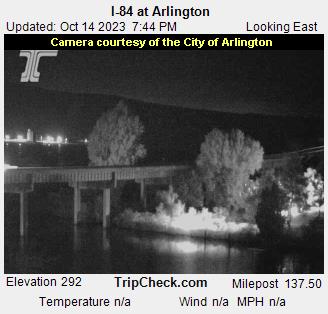 I-84 at Arlington
Updated: Oct 14 2023 7:44 PM Looking East
Camera courtesy of the City of Arlington
Elevation 292 TripCheck.com Milepost 137.50
Temperature n/a Wind n/a MPH n/a